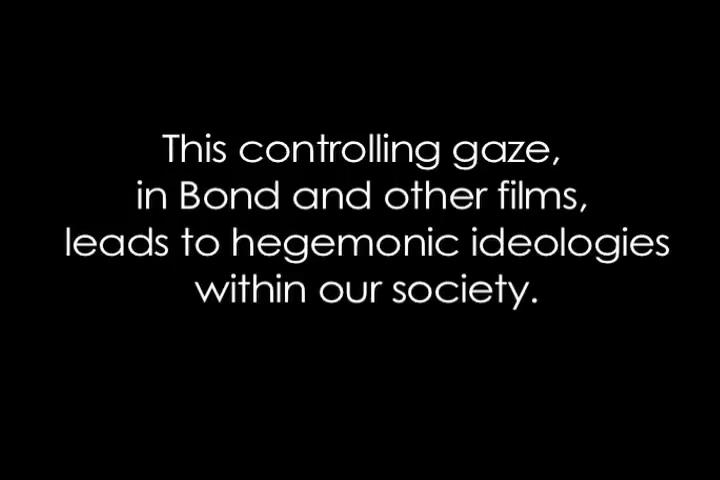 This controlling gaze,
in Bond and other films,
leads to hegemonic ideologies
within our society.